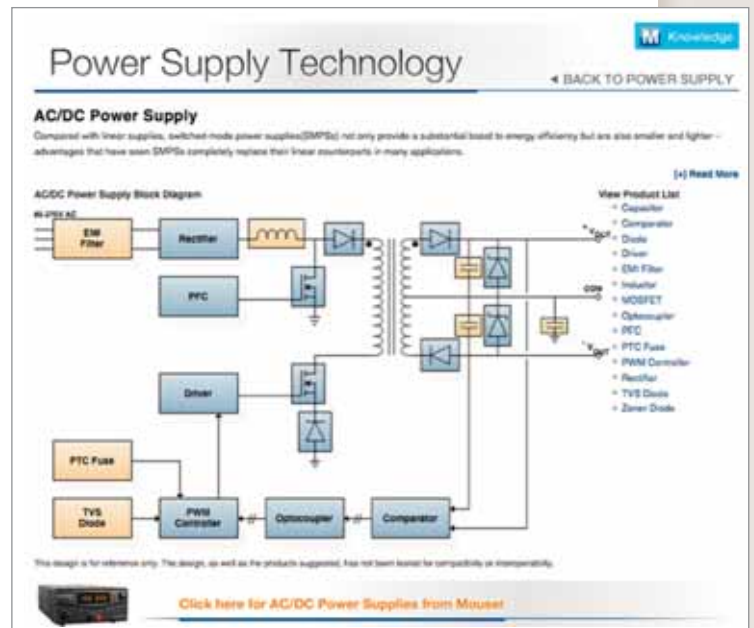 M Knowledge
Power Supply Technology
◄ BACK TO POWER SUPPLY
AC/DC Power Supply
Compared with linear supplies, switched-mode power supplies(SMPSs) not only provide a substantial boost to energy efficiency but are also smaller and lighter –
advantages that have seen SMPSs completely replace their linear counterparts in many applications.
[+] Read More
AC/DC Power Supply Block Diagram
View Product List
Capacitor
Comparator
Diode
Driver
EMI Filter
Inductor
MOSFET
Optocoupler
PFC
PTC Fuse
PWM Controller
Rectifier
TVS Diode
Zener Diode
EMI
Filter
Rectifier
+ VOUT
PFC
COM
- VOUT
Driver
PTC Fuse
TVS
Diode
PWM
Controller
Optocoupler
Comparator
This design is for reference only. The design, as well as the products suggested, has not been tested for compatibility or interoperability.
Click here for AC/DC Power Supplies from Mouser